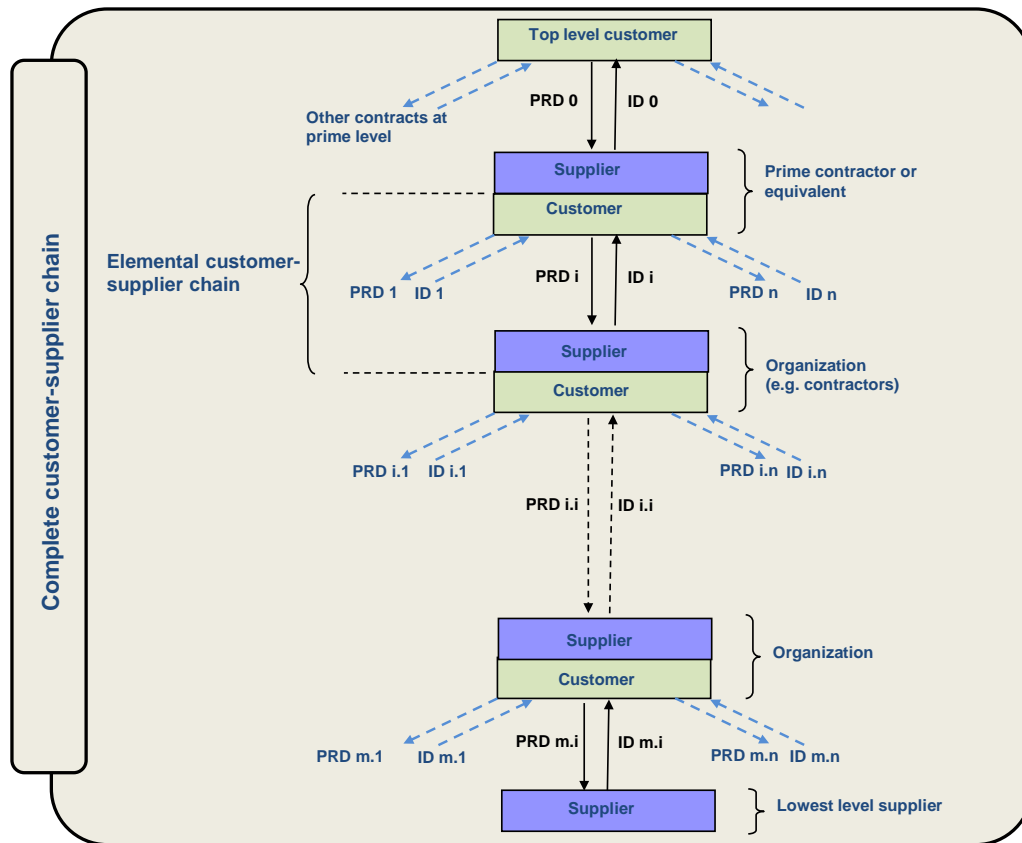 Complete customer-supplier chain
Top level customer
PRD 0
ID 0
Other contracts at
prime level
Supplier
Customer
Prime contractor or
equivalent
Elemental customer-
supplier chain
PRD 1
ID 1
PRD i
ID i
PRD n
ID n
Supplier
Customer
Organization
(e.g. contractors)
PRD i.1
ID i.1
PRD i.i
ID i.i
PRD i.n
ID i.n
Supplier
Customer
Organization
PRD m.1
ID m.1
PRD m.i
ID m.i
PRD m.n
ID m.n
Supplier
Lowest level supplier